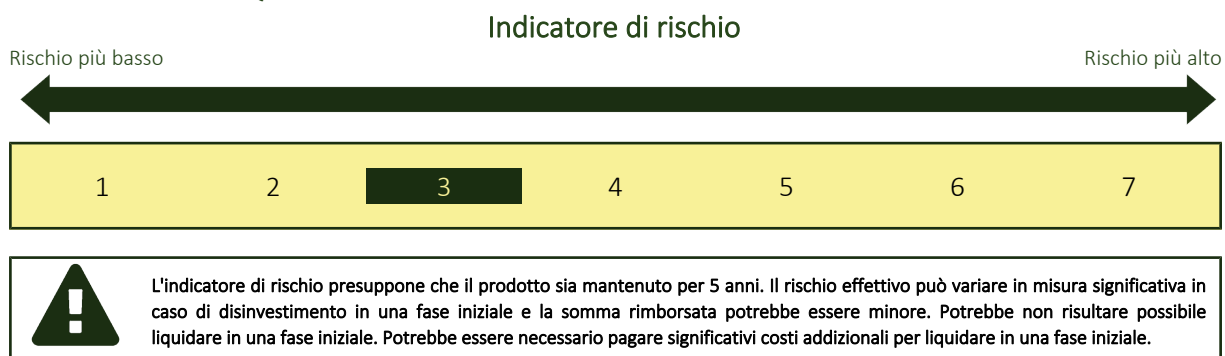 Indicatore di rischio
Rischio più basso
Rischio più alto
1 2 3 4 5 6 7
L'indicatore di rischio presuppone che il prodotto sia mantenuto per 5 anni. Il rischio effettivo può variare in misura significativa in
caso di disinvestimento in una fase iniziale e la somma rimborsata potrebbe essere minore. Potrebbe non risultare possibile
liquidare in una fase iniziale. Potrebbe essere necessario pagare significativi costi addizionali per liquidare in una fase iniziale.